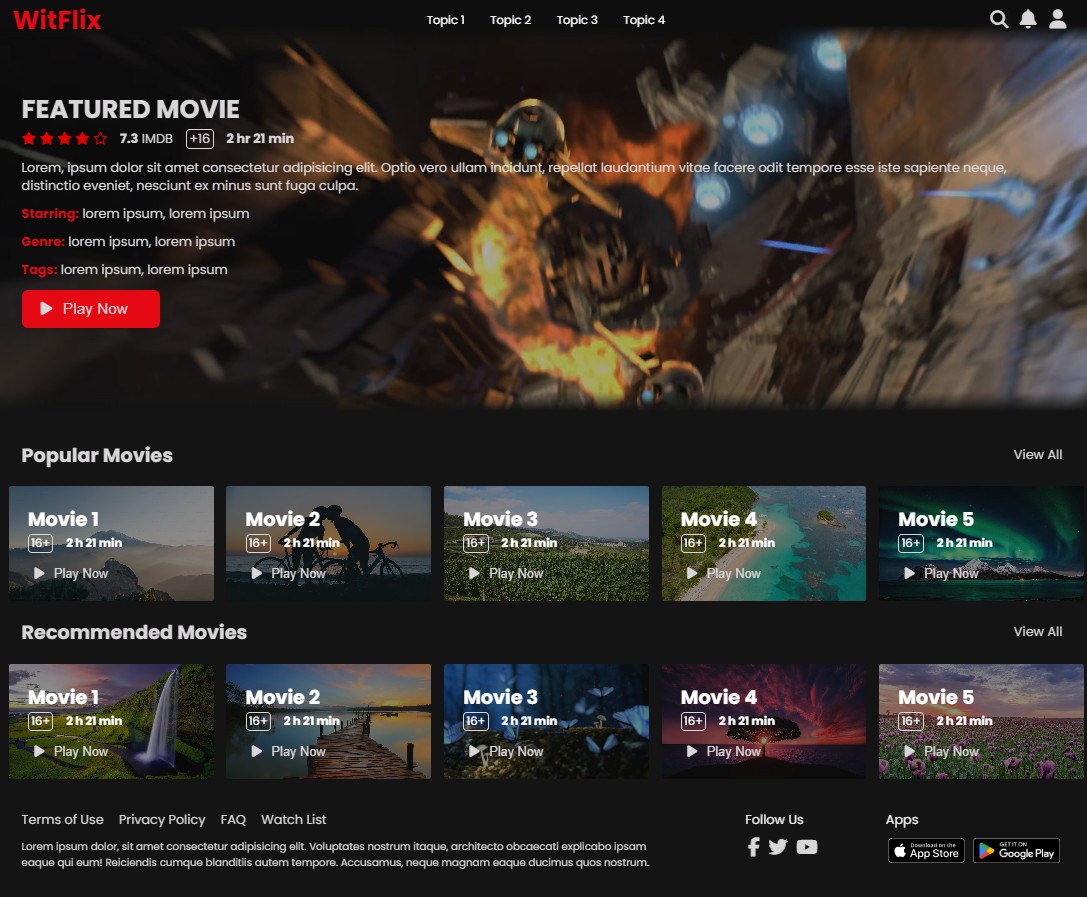 WitFlix
Topic 1 Topic 2 Topic 3 Topic 4
FEATURED MOVIE
7.3 IMDB +16 2 hr 21 min
Lorem, ipsum dolor sit amet consectetur adipisicing elit. Optio vero ullam incidunt, repellat laudantium vitae facere odit tempore esse iste sapiente neque,
distinctio eveniet, nesciunt ex minus sunt fuga culpa.
Starring: lorem ipsum, lorem ipsum
Genre: lorem ipsum, lorem ipsum
Tags: lorem ipsum, lorem ipsum
Play Now
Popular Movies View All
Movie 1 Movie 2 Movie 3 Movie 4 Movie 5
16+ 2 h 21 min 16+ 2 h 21 min 16+ 2 h 21 min 16+ 2 h 21 min 16+ 2 h 21 min
Play Now Play Now Play Now Play Now Play Now
Recommended Movies View All
Movie 1 Movie 2 Movie 3 Movie 4 Movie 5
16+ 2 h 21 min 16+ 2 h 21 min 16+ 2 h 21 min 16+ 2 h 21 min 16+ 2 h 21 min
Play Now Play Now Play Now Play Now Play Now
Terms of Use Privacy Policy FAQ Watch List
Lorem ipsum dolor, sit amet consectetur adipisicing elit. Voluptates nostrum itaque, architecto obcaecati explicabo ipsam
eaque qui eum! Reiciendis cumque blanditiis autem tempore. Accusamus, neque magnam eaque ducimus quos nostrum.
Follow Us
Apps
Download on the
App Store
GET IT ON
Google Play